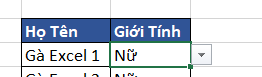 Họ Tên Giới Tính
Gà Excel 1 Nữ